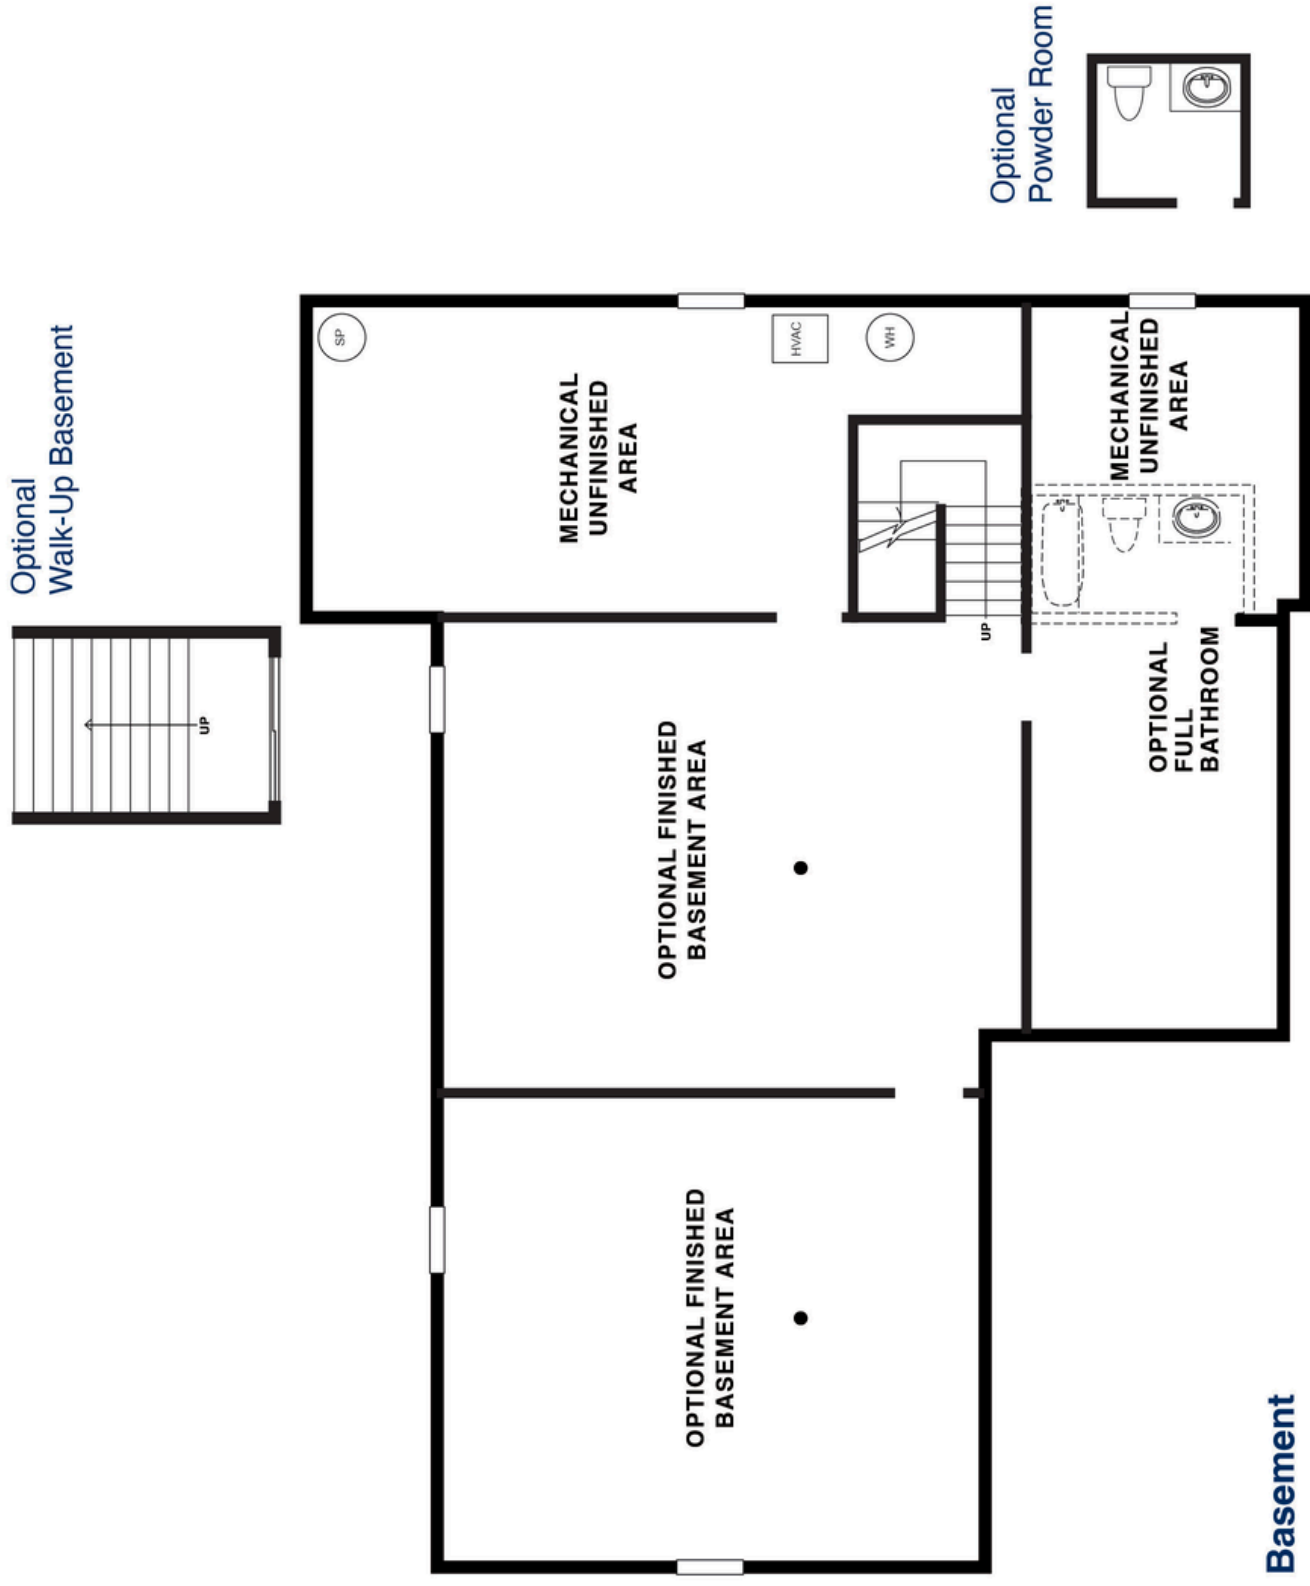 Optional
Walk-Up Basement
UP
Optional
Powder Room
SP
HVAC
WH
MECHANICAL
UNFINISHED
AREA
MECHANICAL
UNFINISHED
AREA
UP
OPTIONAL FINISHED
BASEMENT AREA
OPTIONAL
FULL
BATHROOM
OPTIONAL FINISHED
BASEMENT AREA
Basement